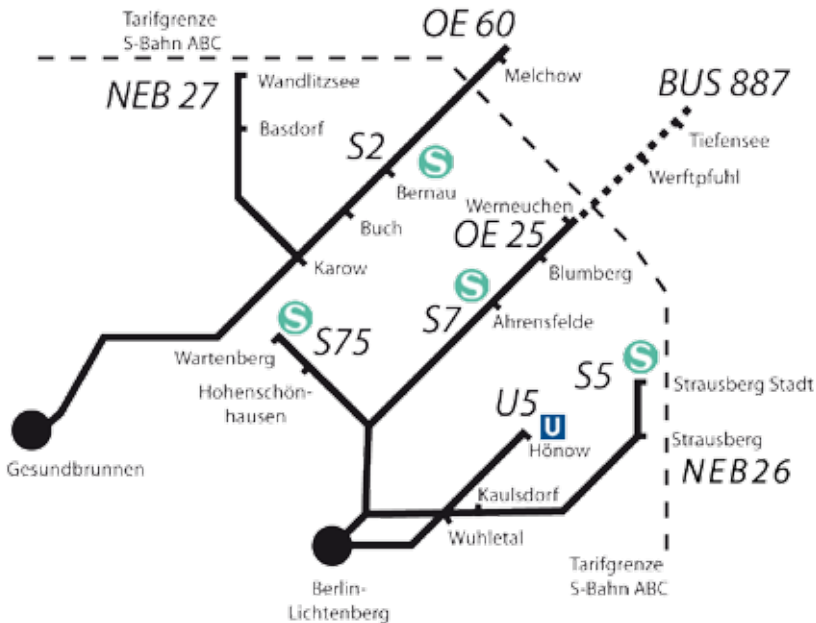 Tarifgrenze
S-Bahn ABC
OE 60
Melchow
NEB 27
Wandlitzsee
Basdorf
BUS 887
Tiefensee
Werftpfuhl
S2
S
Bernau
Buch
Karow
Werneuchen
OE 25
Blumberg
S
S7
Ahrensfelde
S
S75
Wartenberg
Hohenschön-
hausen
S
S5
Strausberg Stadt
Strausberg
NEB26
U5
U
Hönow
Kaulsdorf
Wuhletal
Gesundbrunnen
Berlin-
Lichtenberg
Tarifgrenze
S-Bahn ABC